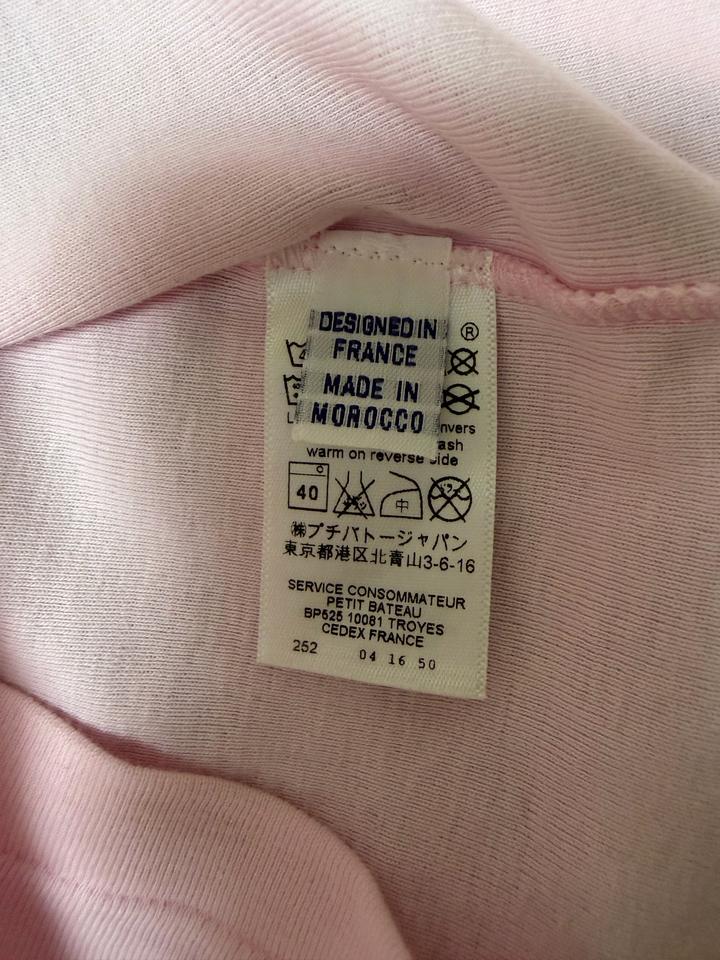 DESIGNED IN
FRANCE
MADE IN
MOROCCO
®
warm on reverse side
40
中
㈱プチバトージャパン
東京都港区北青山3-6-16
SERVICE CONSOMMATEUR
PETIT BATEAU
BP525 10081 TROYES
CEDEX FRANCE
252 04 16 50